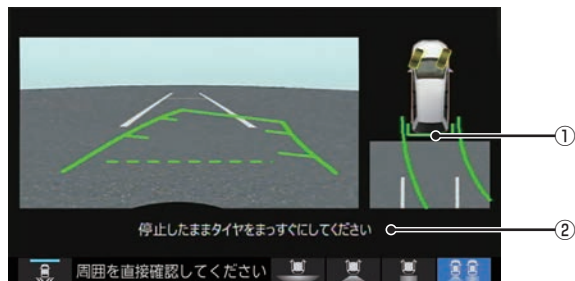 ①
停止したままタイヤをまっすぐにしてください
②
周囲を直接確認してください